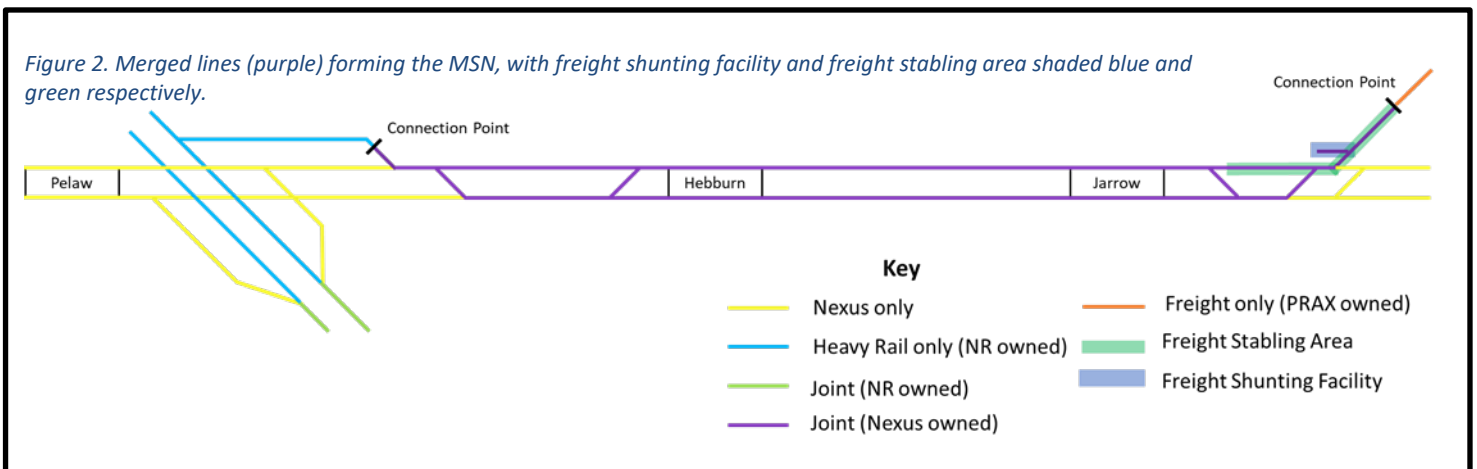 Figure 2. Merged lines (purple) forming the MSN, with freight shunting facility and freight stabling area shaded blue and
green respectively.
Connection Point
Connection Point
Pelaw
Hebburn
Jarrow
Key
Nexus only
Heavy Rail only (NR owned)
Joint (NR owned)
Joint (Nexus owned)
Freight only (PRAX owned)
Freight Stabling Area
Freight Shunting Facility